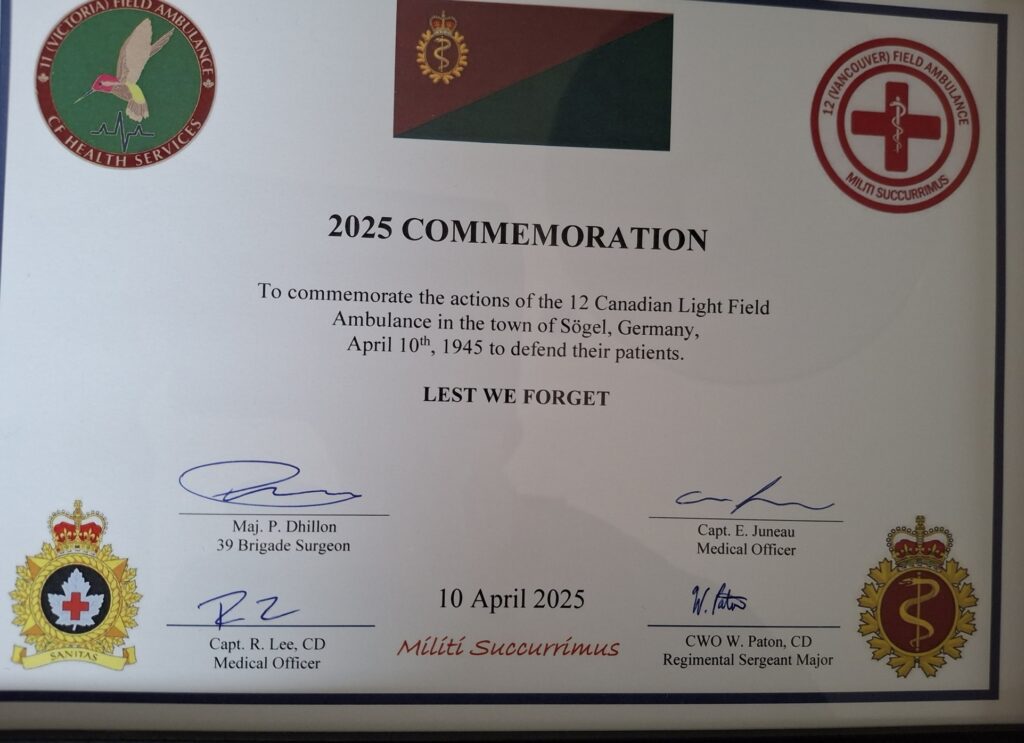 11 (VICTORIA) FIELD AMBULANCE
CF HEALTH SERVICES
12 (VANCOUVER) FIELD AMBULANCE
MILITI SUCCURRIMUS
2025 COMMEMORATION
To commemorate the actions of the 12 Canadian Light Field
Ambulance in the town of Sögel, Germany,
April 10th, 1945 to defend their patients.
LEST WE FORGET
Maj. P. Dhillon
39 Brigade Surgeon
Capt. E. Juneau
Medical Officer
SANITAS
Capt. R. Lee, CD
Medical Officer
10 April 2025
Militi Succurrimus
W. Paton
CWO W. Paton, CD
Regimental Sergeant Major